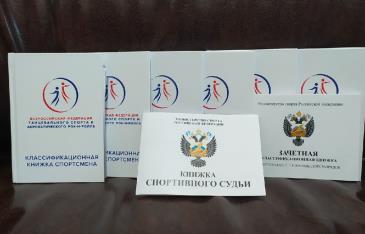 ВСЕРОССИЙСКАЯ ФЕДЕРАЦИЯ
ТАНЦЕВАЛЬНОГО СПОРТА И
АКРОБАТИЧЕСКОГО РОК-Н-РОЛЛА
КЛАССИФИКАЦИОННАЯ
КНИЖКА СПОРТСМЕНА
МИНИСТЕРСТВО СПОРТА
РОССИЙСКОЙ ФЕДЕРАЦИИ
КНИЖКА
СПОРТИВНОГО СУДЬИ
Министерство спорта Российской Федерации
ЗАЧЕТНАЯ
КЛАССИФИКАЦИОННАЯ КНИЖКА